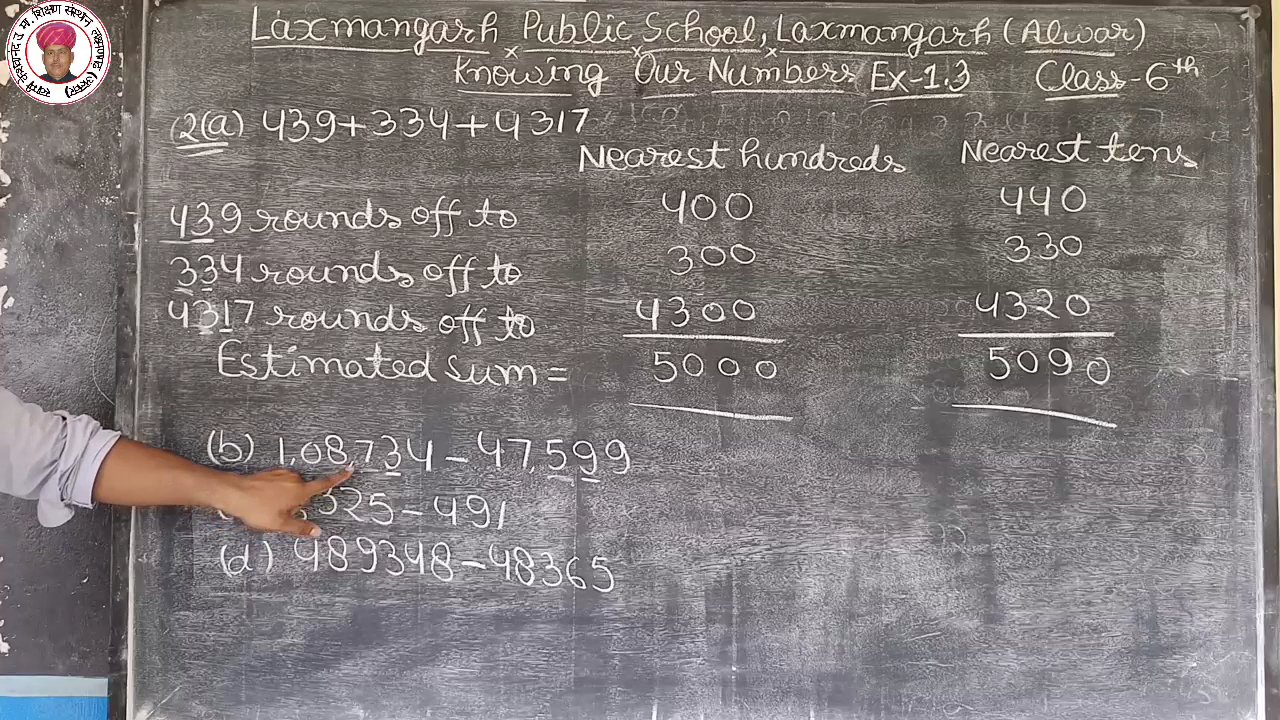 Laxmangarh Public School, Laxmangarh (Alwar)
Knowing Our Numbers Ex-1.3 Class-6th
(2(a) 439+334+4317
Nearest hundreds Nearest tens
439 rounds off to 400 440
334 rounds off to 300 330
4317 rounds off to 4300 4320
Estimated sum = 5000 5090
(b) 1,08,734 - 47,599
325 - 491
(d) 489348 - 48365